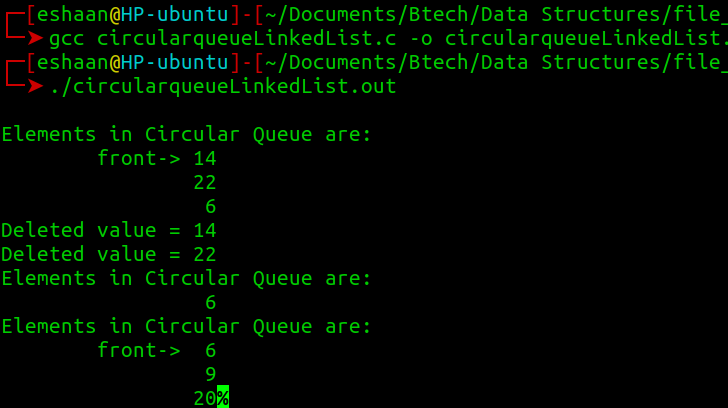 [eshaan@HP-ubuntu]-[~/Documents/Btech/Data Structures/file_
gcc circularqueueLinkedList.c -o circularqueueLinkedList.
[eshaan@HP-ubuntu]-[~/Documents/Btech/Data Structures/file_
./circularqueueLinkedList.out
Elements in Circular Queue are:
front-> 14
22
6
Deleted value = 14
Deleted value = 22
Elements in Circular Queue are:
6
Elements in Circular Queue are:
front-> 6
9
20%